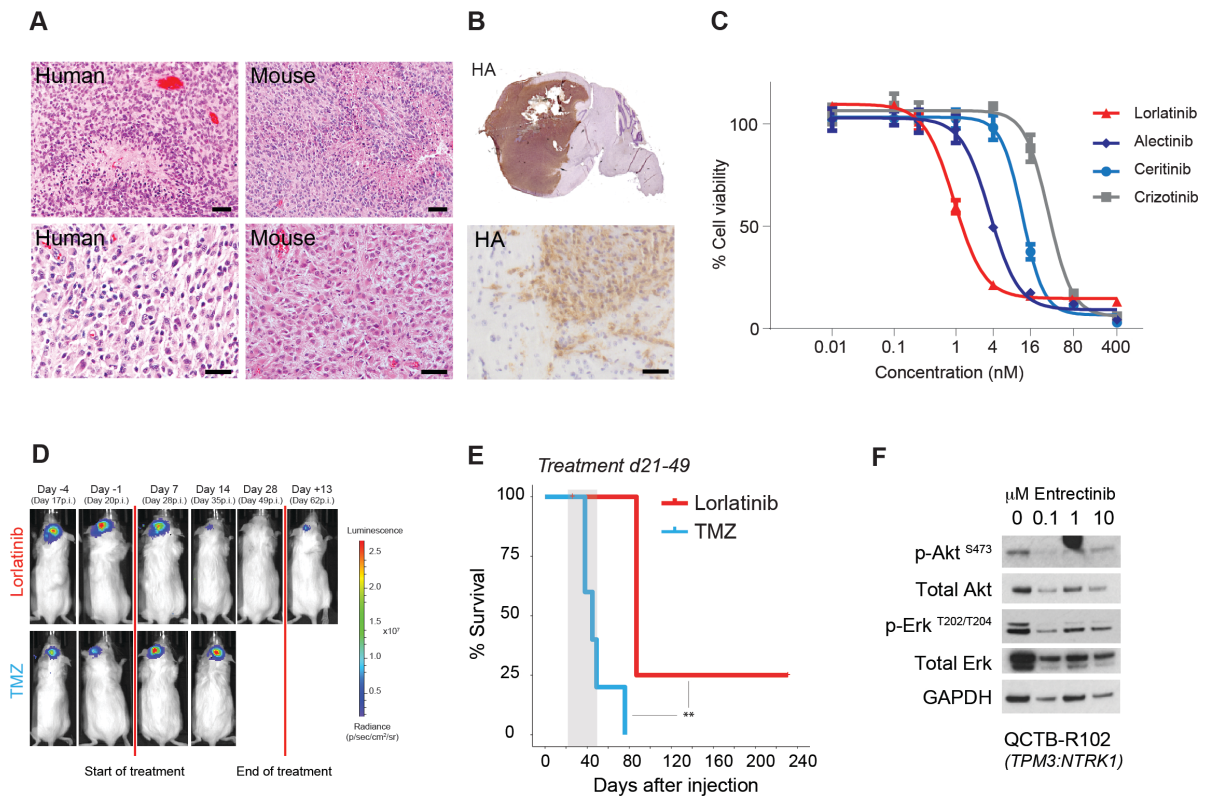 A
Human
Mouse
Human
Mouse
B
HA
HA
C
% Cell viability
100
50
0
0.01 0.1 1 4 16 80 400
Concentration (nM)
Lorlatinib
Alectinib
Ceritinib
Crizotinib
D
Day -4 Day -1 Day 7 Day 14 Day 28 Day +13
(Day 17p.i.) (Day 20p.i.) (Day 28p.i.) (Day 35p.i.) (Day 49p.i.) (Day 62p.i.)
Lorlatinib
TMZ
Luminescence
2.5
2.0
1.5
x10⁷
1.0
0.5
Radiance
(p/sec/cm²/sr)
Start of treatment
End of treatment
E
Treatment d21-49
% Survival
100
75
50
25
0
Lorlatinib
TMZ
**
0 40 80 120 160 200 240
Days after injection
F
μM Entrectinib
0 0.1 1 10
p-Akt S473
Total Akt
p-Erk T202/T204
Total Erk
GAPDH
QCTB-R102
(TPM3:NTRK1)